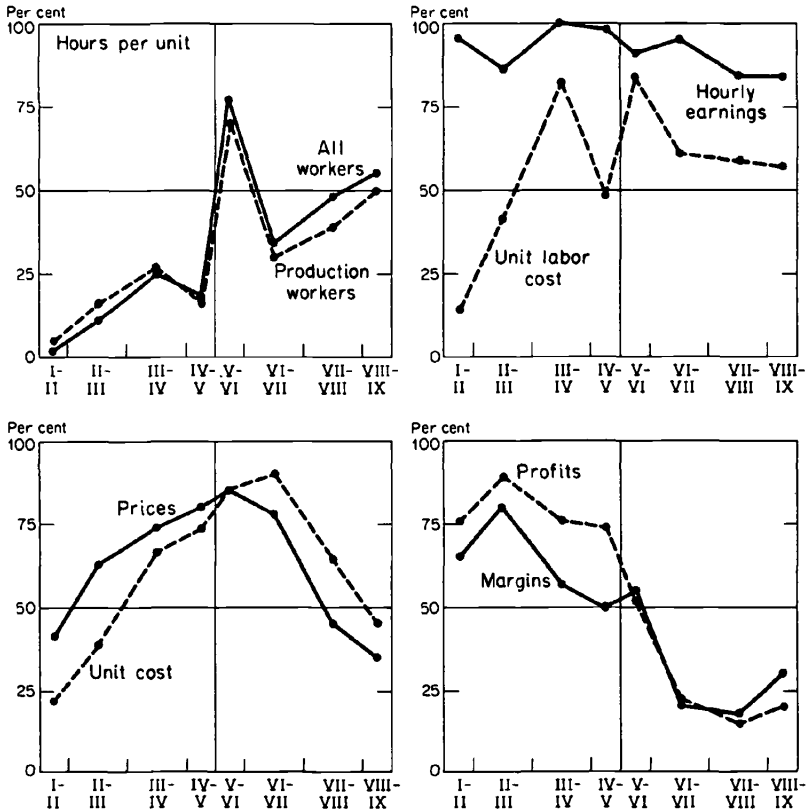 Per cent
100
75
50
25
0
Hours per unit
All
workers
Production
workers
I-
II
II-
III
III-
IV
IV-
V
V-
VI
VI-
VII
VII-
VIII
VIII-
IX
Per cent
100
75
50
25
0
Hourly
earnings
Unit labor
cost
I-
II
II-
III
III-
IV
IV-
V
V-
VI
VI-
VII
VII-
VIII
VIII-
IX
Per cent
100
75
50
25
0
Prices
Unit cost
I-
II
II-
III
III-
IV
IV-
V
V-
VI
VI-
VII
VII-
VIII
VIII-
IX
Per cent
100
75
50
25
0
Profits
Margins
I-
II
II-
III
III-
IV
IV-
V
V-
VI
VI-
VII
VII-
VIII
VIII-
IX